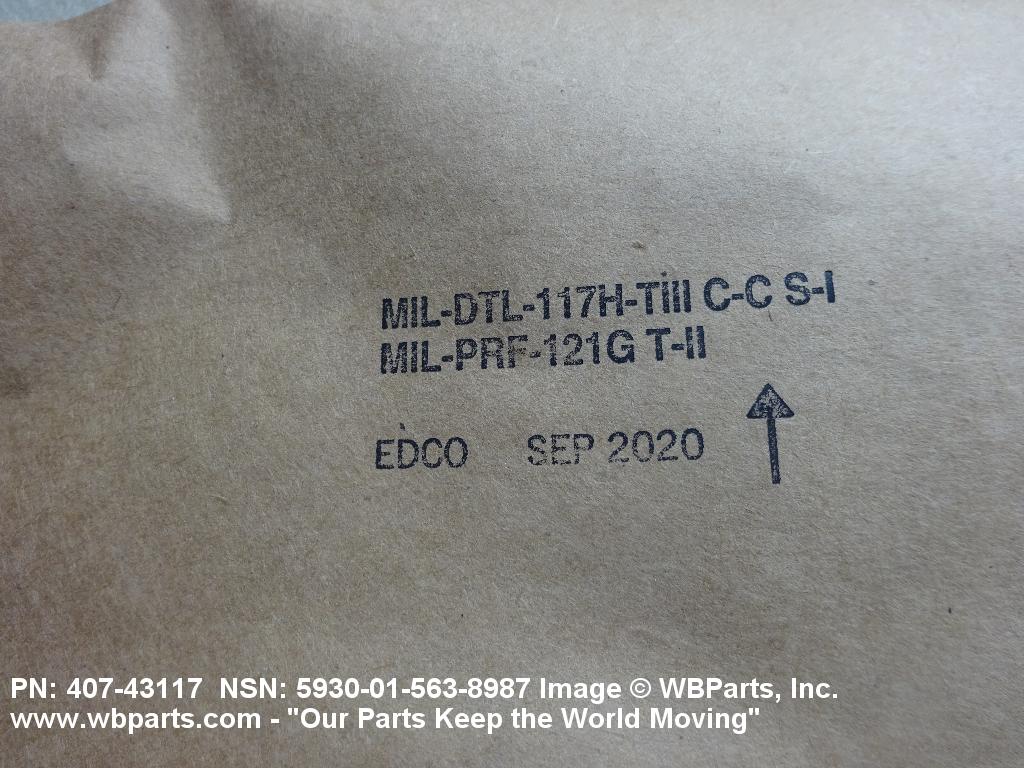 MIL-DTL-117H-TIII C-C S-I
MIL-PRF-121G T-II
EDCO SEP 2020
PN: 407-43117 NSN: 5930-01-563-8987 Image © WBParts, Inc.
www.wbparts.com - "Our Parts Keep the World Moving"